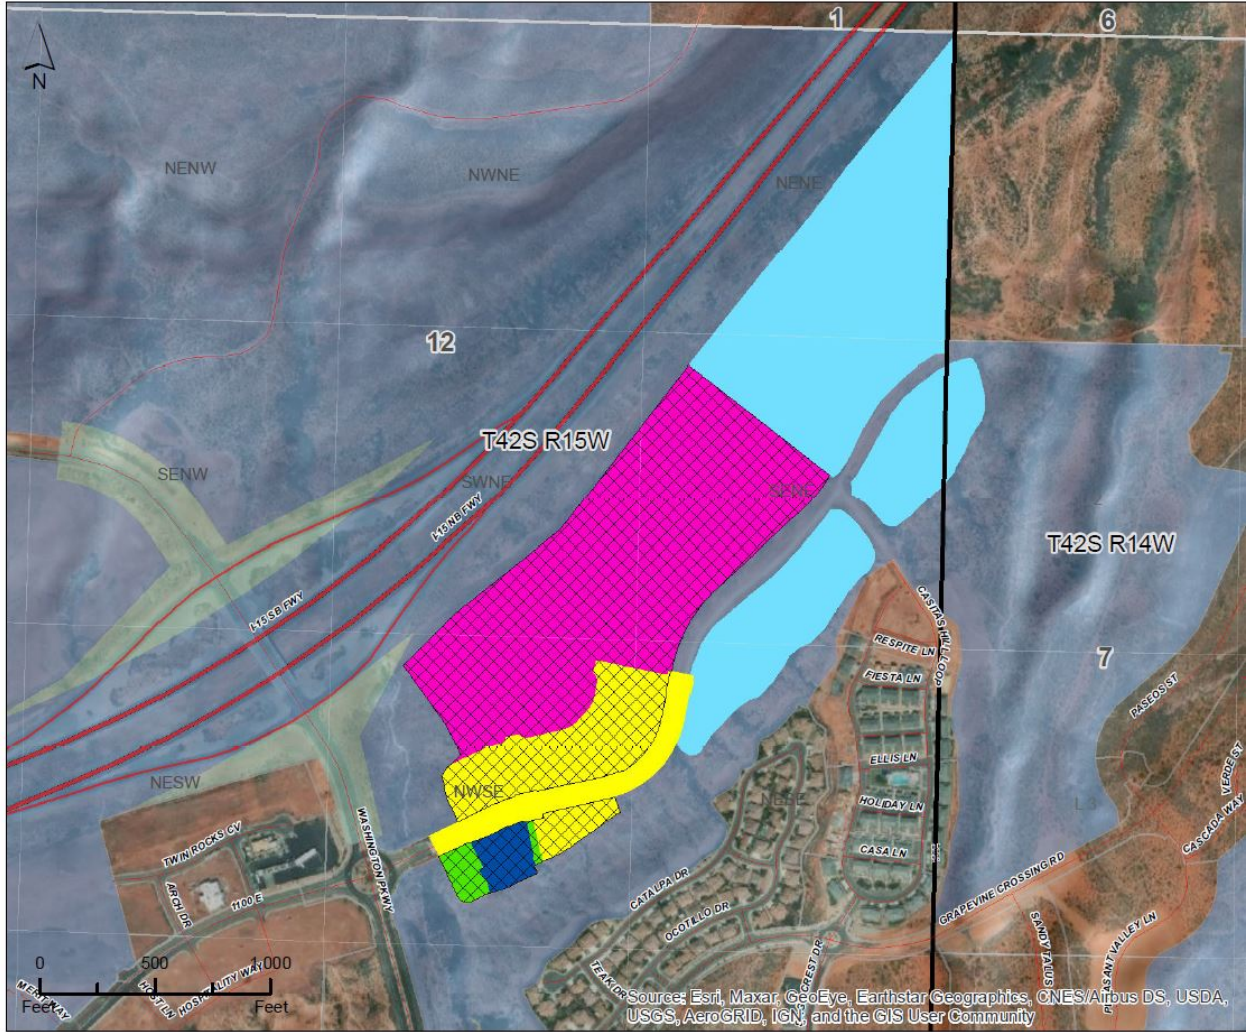 1
6
N
NENW
NWNE
NENE
12
T42S R15W
SENW
SWNE
SENE
I-15 NB FWY
T42S R14W
I-15 SB FWY
CASITAS HILL LOOP
RESPITE LN
7
FIESTA LN
PASEOS ST
ELLIS LN
VERDE ST
NESW
NWSE
NESE
HOLIDAY LN
L 3
TWIN ROCKS CV
WASHINGTON PKWY
CASA LN
CASCADA WAY
ARCH DR
1100 E
CATALPA DR
GRAPEVINE CROSSING RD
OCOTILLO DR
SANDY TALUS
PLEASANT VALLEY LN
0 500 1,000
Feet Feet
HOST LN
HOSPITALITY WAY
TEAK DR
CREST DR
Source: Esri, Maxar, GeoEye, Earthstar Geographics, CNES/Airbus DS, USDA,
USGS, AeroGRID, IGN, and the GIS User Community